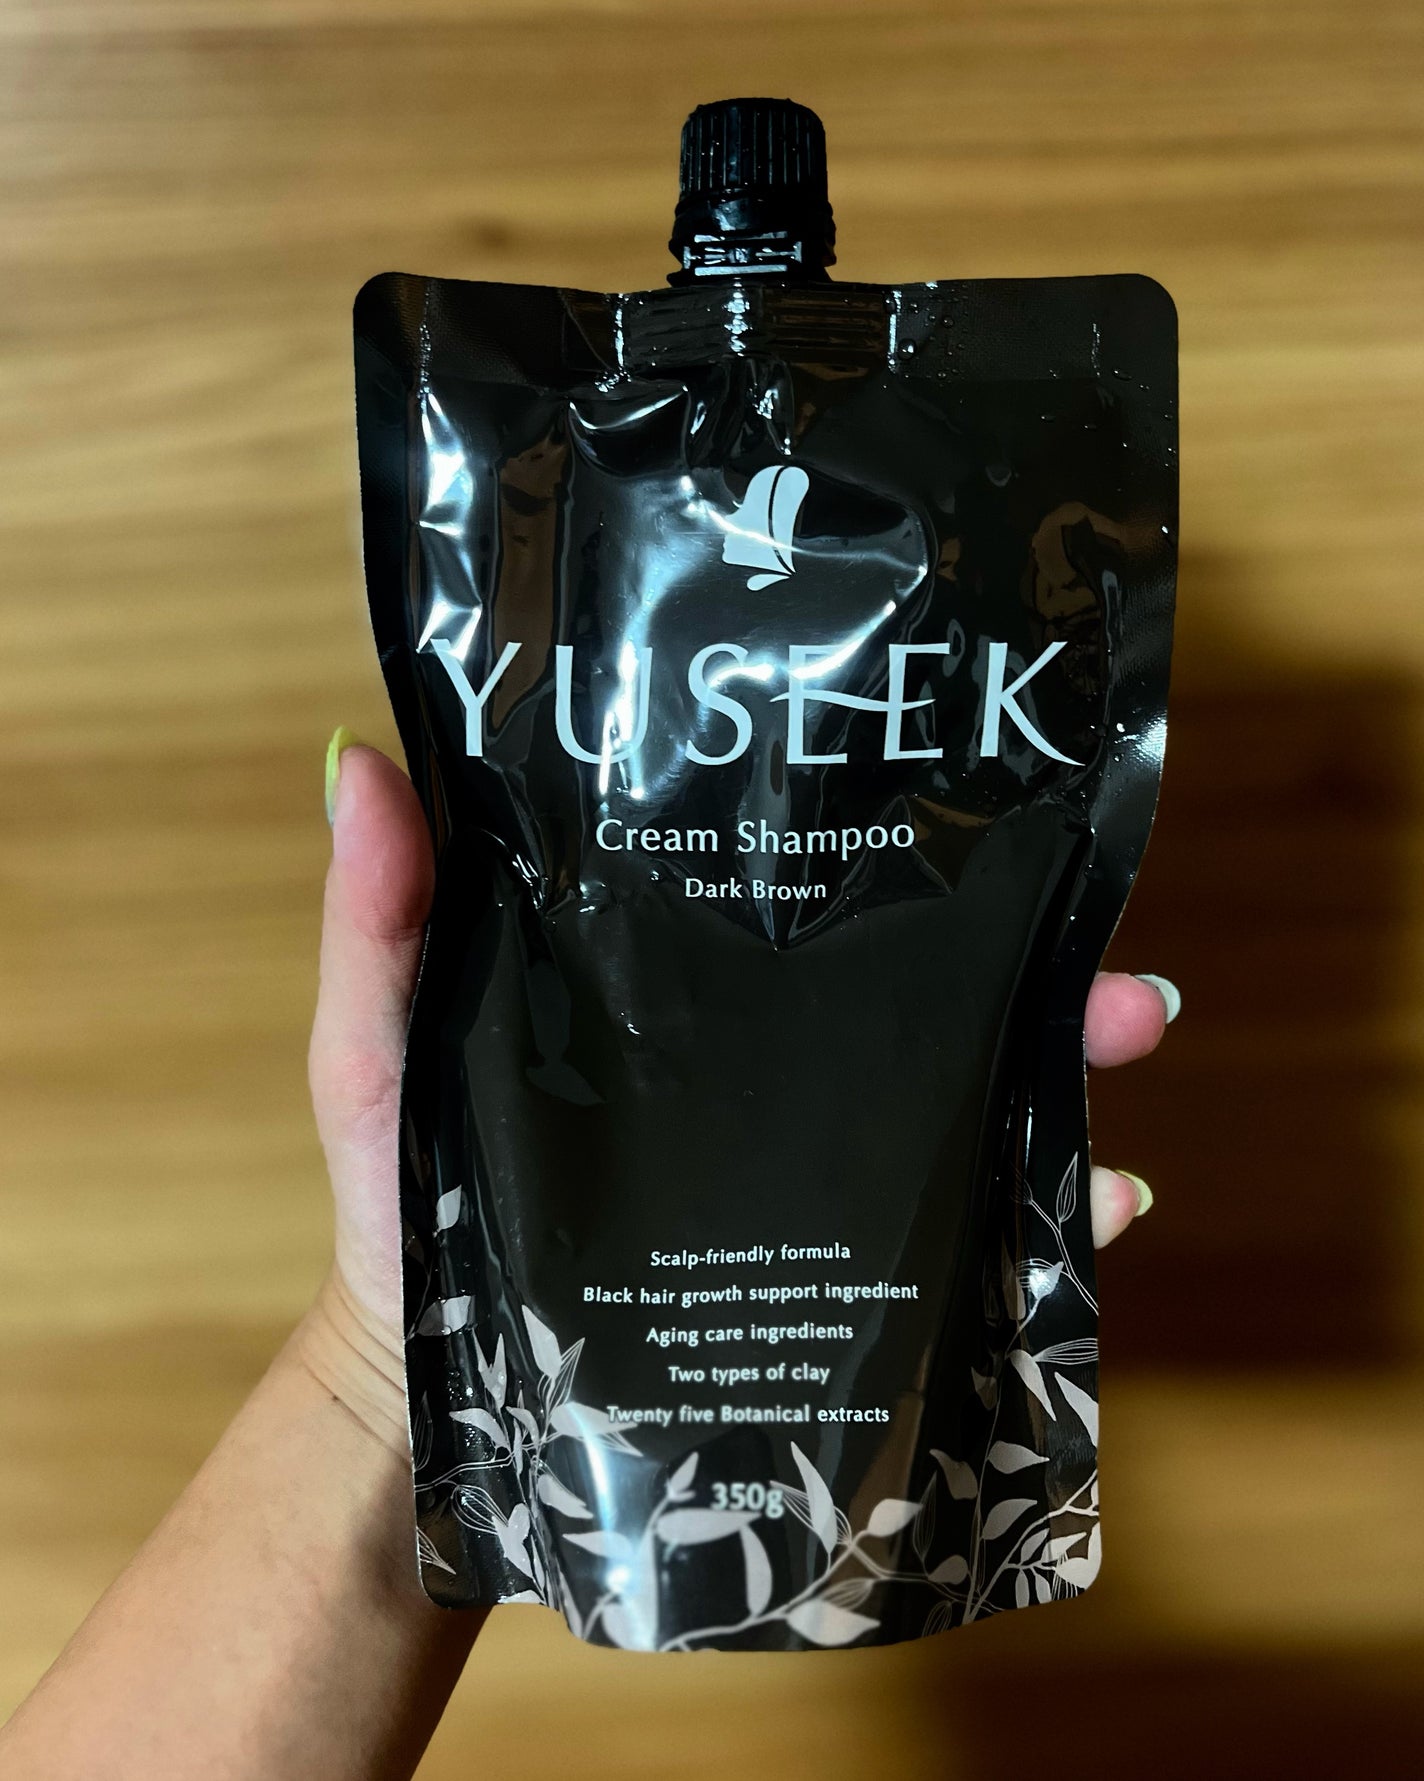 YUSEEK
Cream Shampoo
Dark Brown
Scalp-friendly formula
Black hair growth support ingredient
Aging care ingredients
Two types of clay
Twenty five Botanical extracts
350g